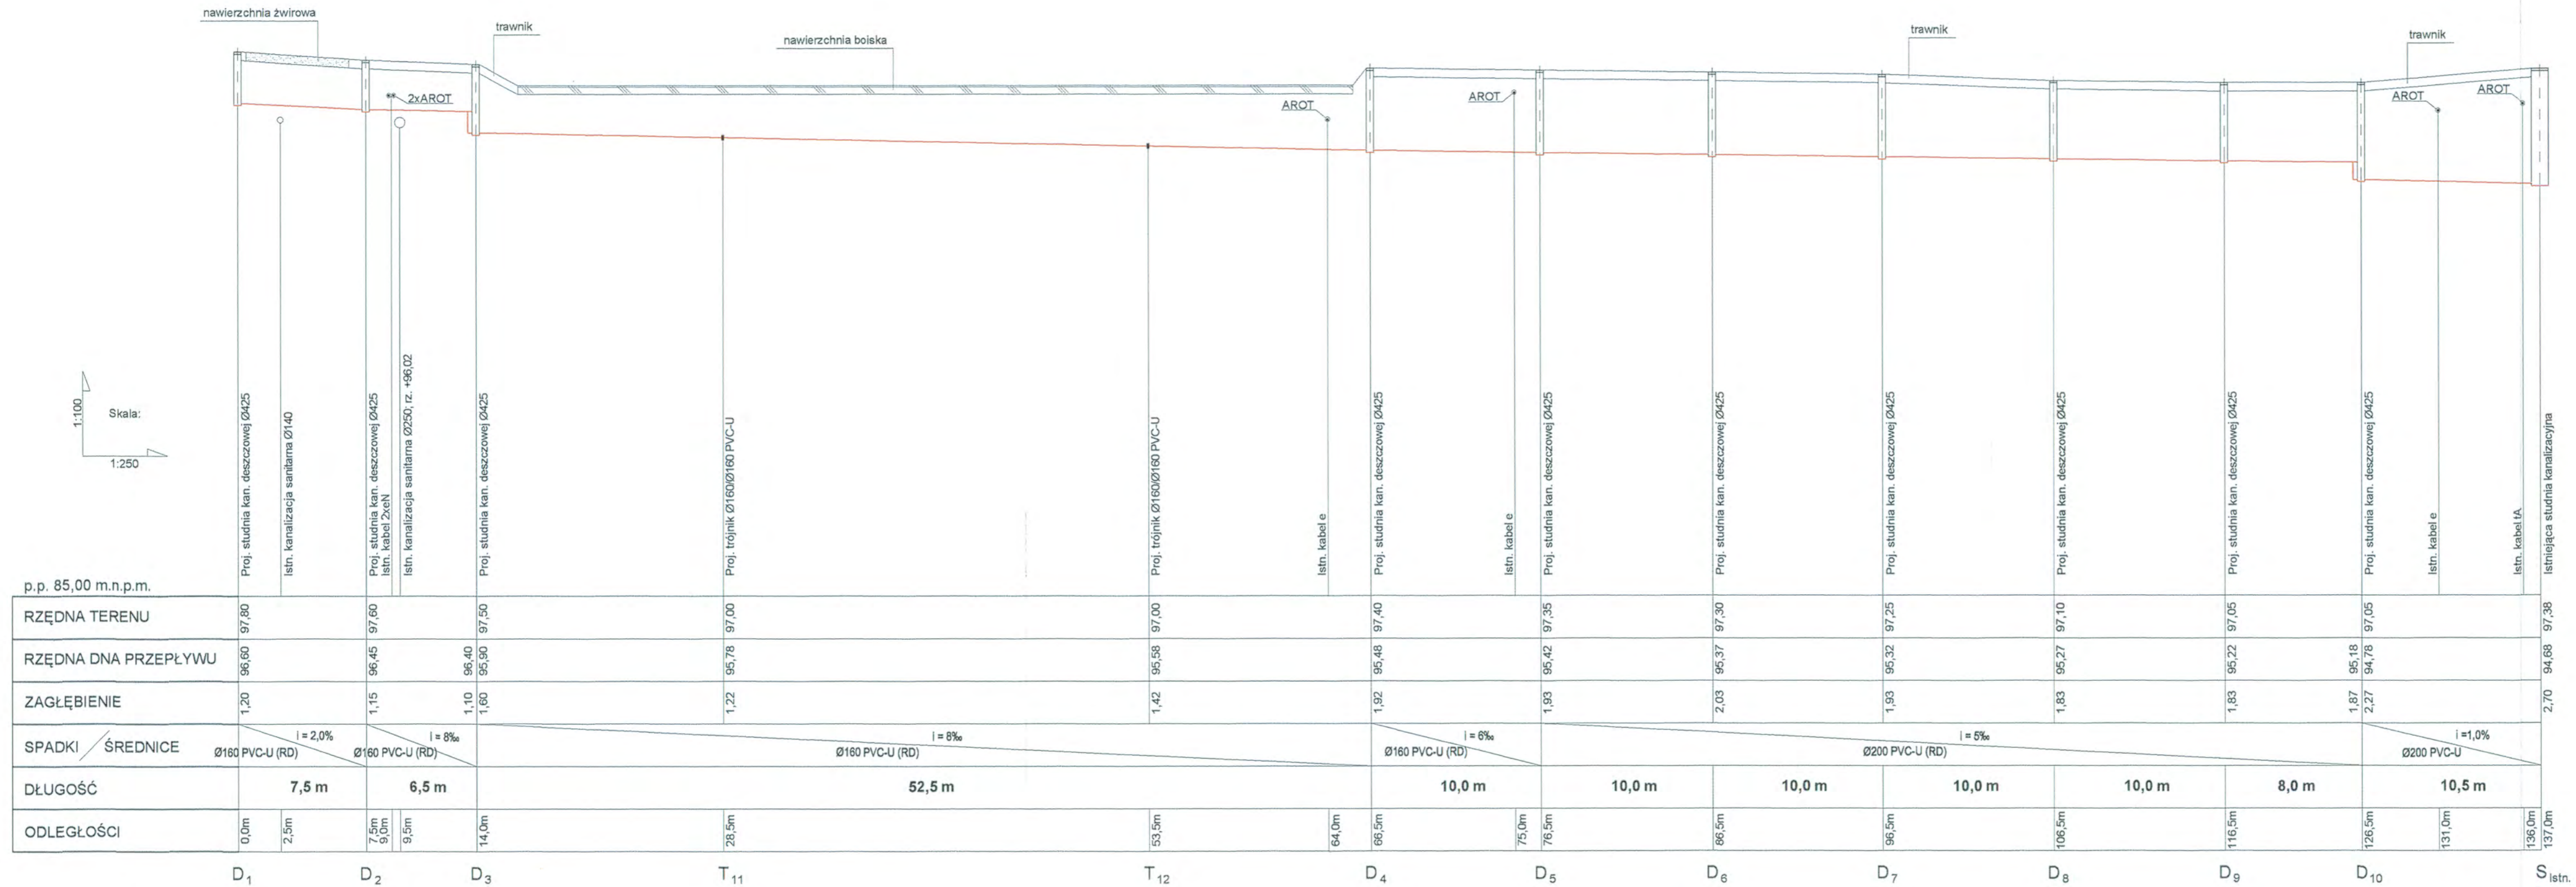 nawierzchnia żwirowa
trawnik
nawierzchnia boiska
trawnik
trawnik
2xAROT
AROT
AROT
AROT
AROT
1:100
Skala:
1:250
Proj. studnia kan. deszczowej Ø425
Istn. kanalizacja sanitarna Ø140
Proj. studnia kan. deszczowej Ø425
Istn. kabel 2xeN
Istn. kanalizacja sanitarna Ø250; rz. +96,02
Proj. studnia kan. deszczowej Ø425
Proj. trójnik Ø160/Ø160 PVC-U
Proj. trójnik Ø160/Ø160 PVC-U
Istn. kabel e
Proj. studnia kan. deszczowej Ø425
Istn. kabel e
Proj. studnia kan. deszczowej Ø425
Proj. studnia kan. deszczowej Ø425
Proj. studnia kan. deszczowej Ø425
Proj. studnia kan. deszczowej Ø425
Proj. studnia kan. deszczowej Ø425
Proj. studnia kan. deszczowej Ø425
Istn. kabel e
Istn. kabel tA
Istniejąca studnia kanalizacyjna
p.p. 85,00 m.n.p.m.
RZĘDNA TERENU 97,80 97,60 97,50 97,00 97,00 97,40 97,35 97,30 97,25 97,10 97,05 97,05 97,38
RZĘDNA DNA PRZEPŁYWU 96,60 96,45 96,40 95,90 95,78 95,58 95,48 95,42 95,37 95,32 95,27 95,22 95,18 94,78 94,68
ZAGŁĘBIENIE 1,20 1,15 1,10 1,60 1,22 1,42 1,92 1,93 2,03 1,93 1,83 1,83 1,87 2,27 2,70
SPADKI / ŚREDNICE
i = 2,0% i = 8‰ i = 8‰ i = 6‰ i = 5‰ i =1,0%
Ø160 PVC-U (RD) Ø160 PVC-U (RD) Ø160 PVC-U (RD) Ø160 PVC-U (RD) Ø200 PVC-U (RD) Ø200 PVC-U
DŁUGOŚĆ 7,5 m 6,5 m 52,5 m 10,0 m 10,0 m 10,0 m 10,0 m 10,0 m 8,0 m 10,5 m
ODLEGŁOŚCI 0,0m 2,5m 7,5m 9,0m 9,5m 14,0m 28,5m 53,5m 64,0m 66,5m 75,0m 76,5m 86,5m 96,5m 106,5m 116,5m 126,5m 131,0m 136,0m 137,0m
D1 D2 D3 T11 T12 D4 D5 D6 D7 D8 D9 D10 S istn.